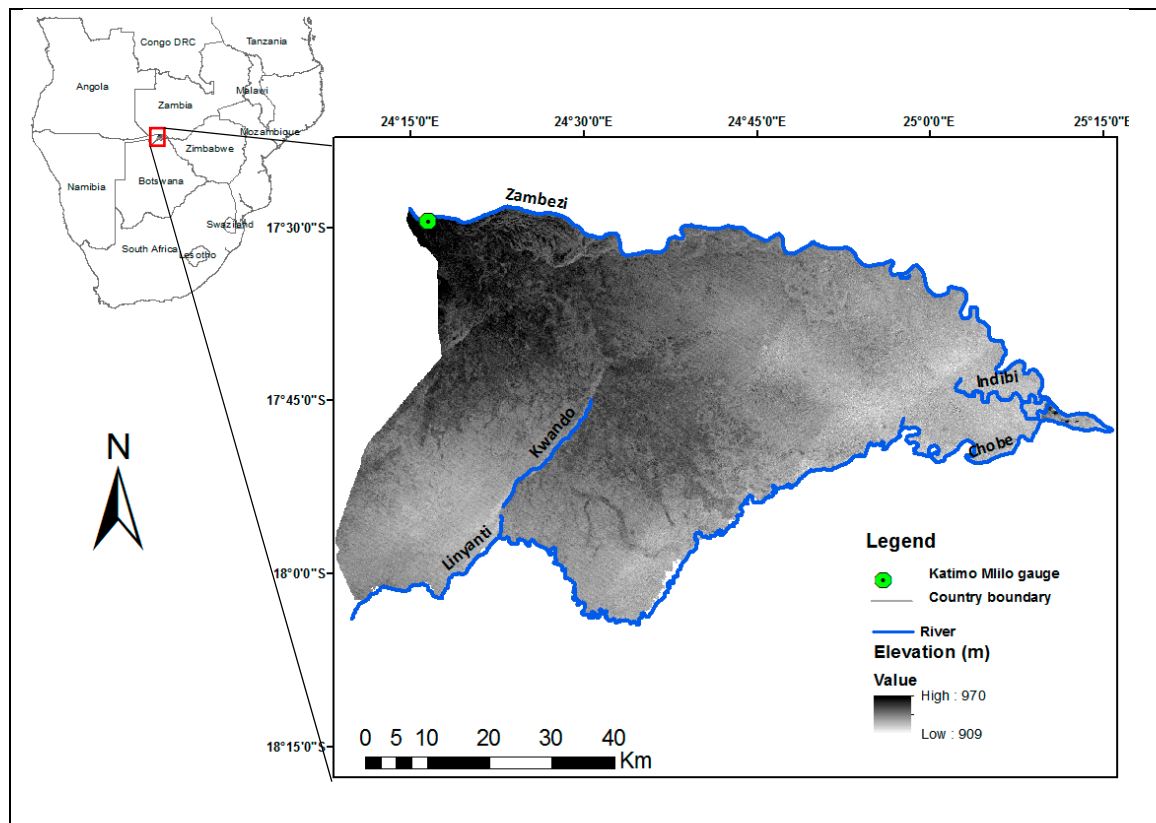 Congo DRC
Tanzania
Angola
Malawi
Zambia
Mozambique
Zimbabwe
Namibia
Botswana
Swaziland
South Africa
Lesotho
24°15'0"E
24°30'0"E
24°45'0"E
25°0'0"E
25°15'0"E
17°30'0"S
17°45'0"S
18°0'0"S
18°15'0"S
Zambezi
Indibi
Chobe
Kwando
Linyanti
N
Legend
Katimo Mlilo gauge
Country boundary
River
Elevation (m)
Value
High : 970
Low : 909
0 5 10 20 30 40
Km